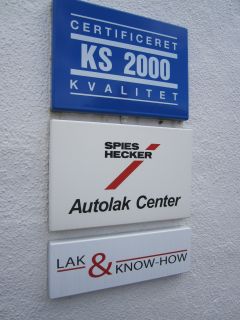 CERTIFICERET
KS 2000
KVALITET
SPIES
HECKER
Autolak Center
LAK & KNOW-HOW